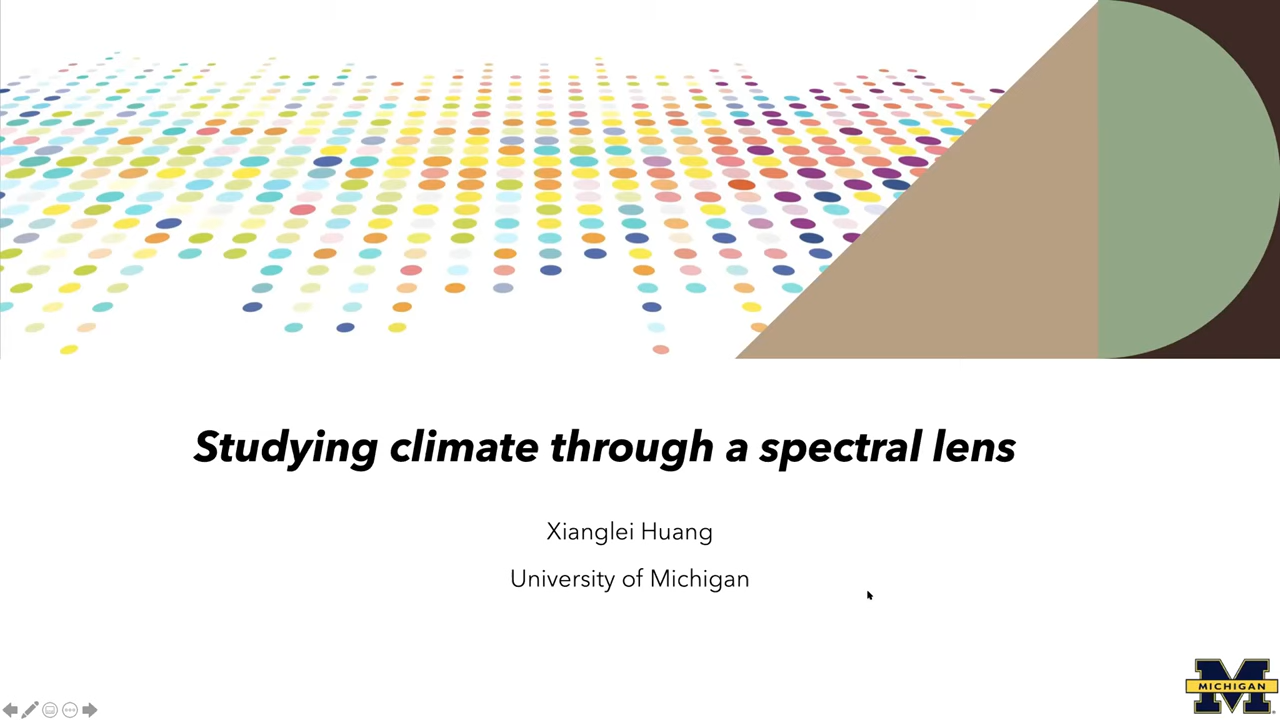 Studying climate through a spectral lens
Xianglei Huang
University of Michigan
MICHIGAN